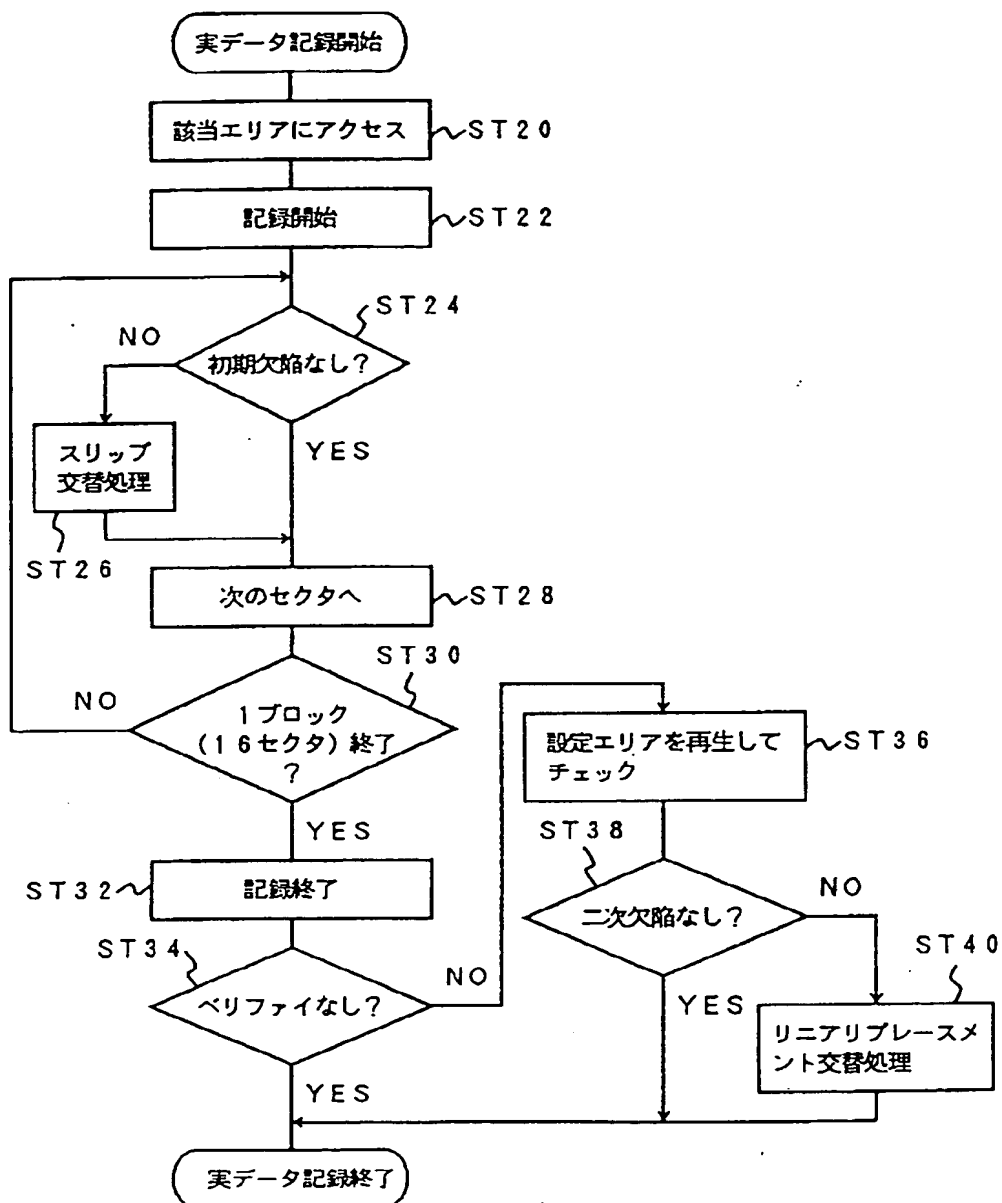 実データ記録開始
該当エリアにアクセス
ST20
記録開始
ST22
ST24
NO
初期欠陥なし?
YES
スリップ
交替処理
ST26
次のセクタへ
ST28
ST30
NO
1ブロック
(16セクタ)終了
?
YES
ST32
記録終了
ST34
NO
ベリファイなし?
YES
設定エリアを再生して
チェック
ST36
ST38
NO
二次欠陥なし?
YES
ST40
リニアリプレースメ
ント交替処理
実データ記録終了